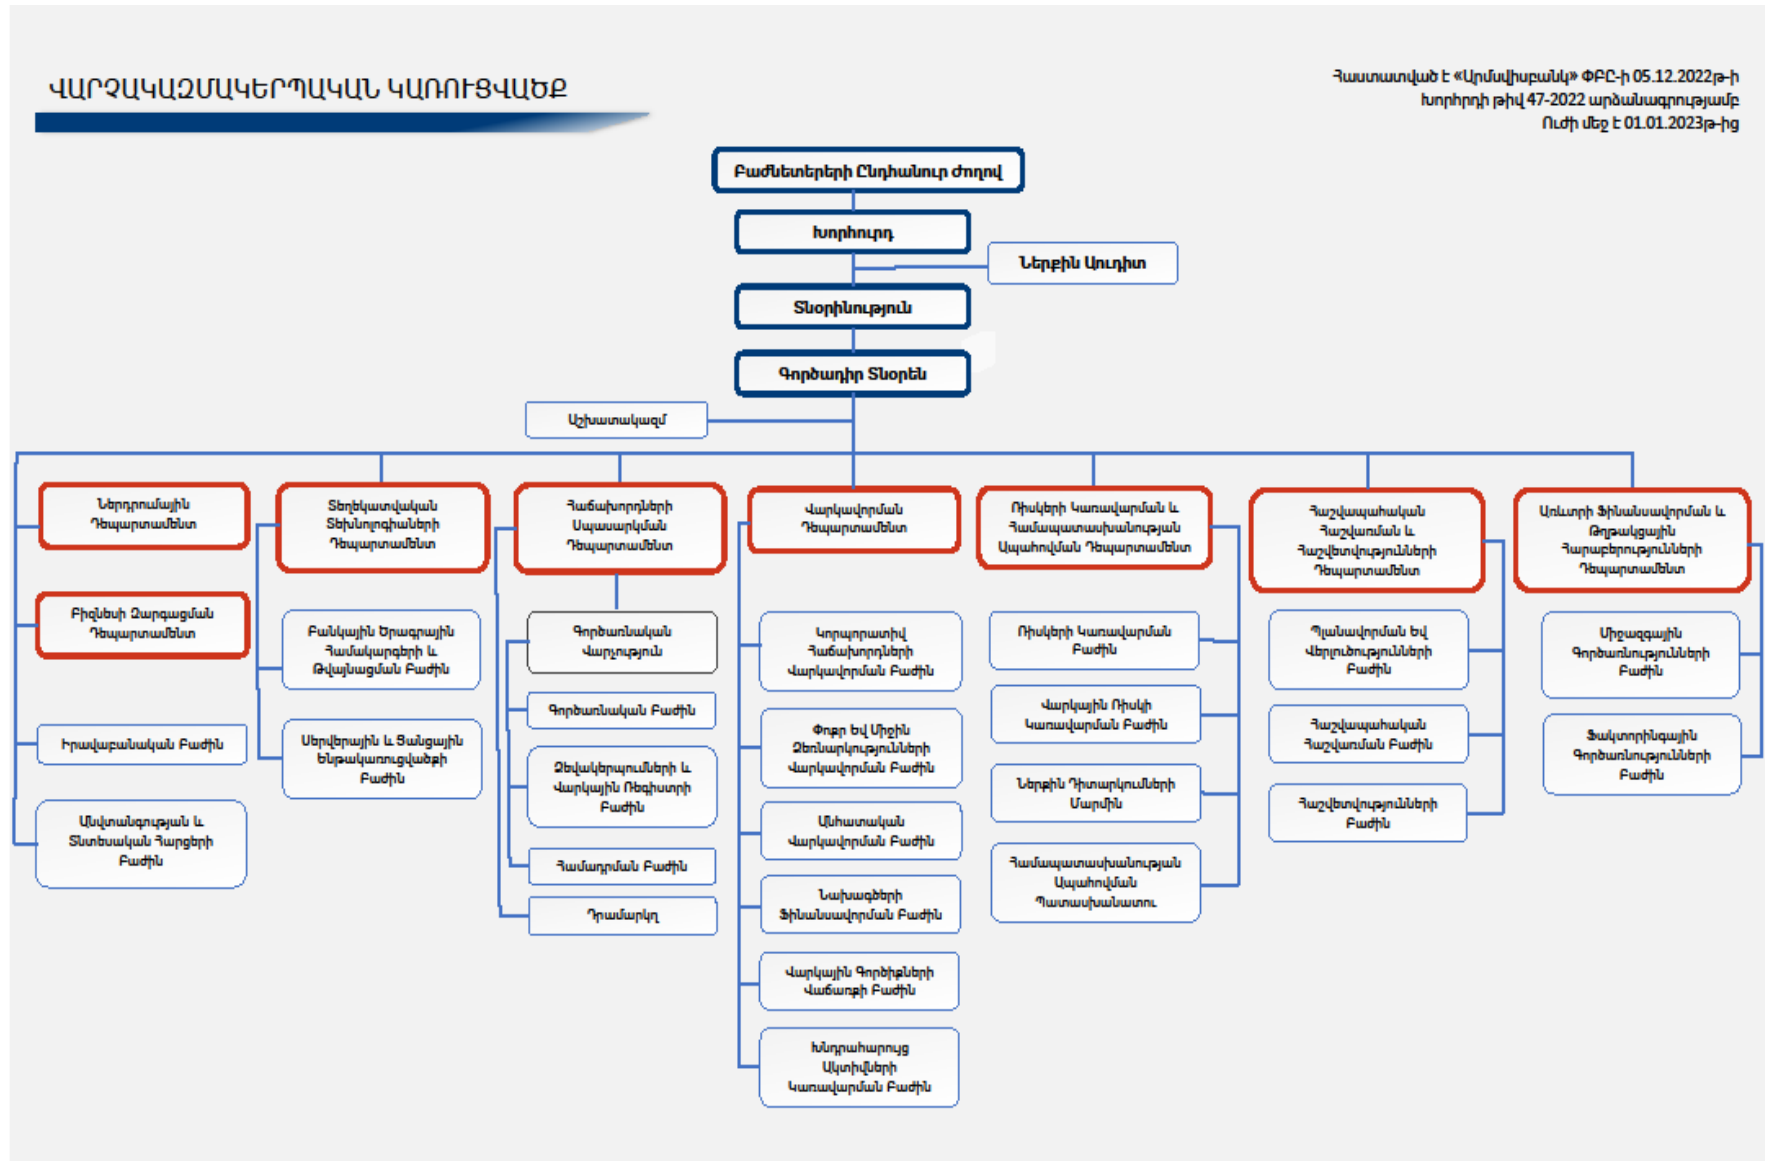 ՎԱՐՉԱԿԱԶՄԱԿԵՐՊԱԿԱՆ ԿԱՌՈՒՑՎԱԾՔ
Հաստատված է «Արմսվիսբանկ» ՓԲԸ-ի 05.12.2022թ-ի
Խորհրդի թիվ 47-2022 արձանագրությամբ
Ուժի մեջ է 01.01.2023թ-ից
Բաժնետերերի Ընդհանուր Ժողով
Խորհուրդ
Ներքին Աուդիտ
Տնօրինություն
Գործադիր Տնօրեն
Աշխատակազմ
Ներդրումային
Դեպարտամենտ
Տեղեկատվական
Տեխնոլոգիաների
Դեպարտամենտ
Հաճախորդների
Սպասարկման
Դեպարտամենտ
Վարկավորման
Դեպարտամենտ
Ռիսկերի Կառավարման և
Համապատասխանության
Ապահովման Դեպարտամենտ
Հաշվապահական
Հաշվառման և
Հաշվետվությունների
Դեպարտամենտ
Առևտրի Ֆինանսավորման և
Թղթակցային
Հարաբերությունների
Դեպարտամենտ
Բիզնեսի Զարգացման
Դեպարտամենտ
Իրավաբանական Բաժին
Անվտանգության և
Տնտեսական Հարցերի
Բաժին
Բանկային Ծրագրային
Համակարգերի և
Թվայնացման Բաժին
Սերվերային և Ցանցային
Ենթակառուցվածքի
Բաժին
Գործառնական
Վարչություն
Գործառնական Բաժին
Ձեվակերպումների և
Վարկային Ռեգիստրի
Բաժին
Համադրման Բաժին
Դրամարկղ
Կորպորատիվ
Հաճախորդների
Վարկավորման Բաժին
Փոքր Եվ Միջին
Ձեռնարկությունների
Վարկավորման Բաժին
Անհատական
Վարկավորման Բաժին
Նախագծերի
Ֆինանսավորման Բաժին
Վարկային Գործիքների
Վաճառքի Բաժին
Խնդրահարույց
Ակտիվների
Կառավարման Բաժին
Ռիսկերի Կառավարման
Բաժին
Վարկային Ռիսկի
Կառավարման Բաժին
Ներքին Դիտարկումների
Մարմին
Համապատասխանության
Ապահովման
Պատասխանատու
Պլանավորման Եվ
Վերլուծությունների
Բաժին
Հաշվապահական
Հաշվառման Բաժին
Հաշվետվությունների
Բաժին
Միջազգային
Գործառնությունների
Բաժին
Ֆակտորինգային
Գործառնությունների
Բաժին